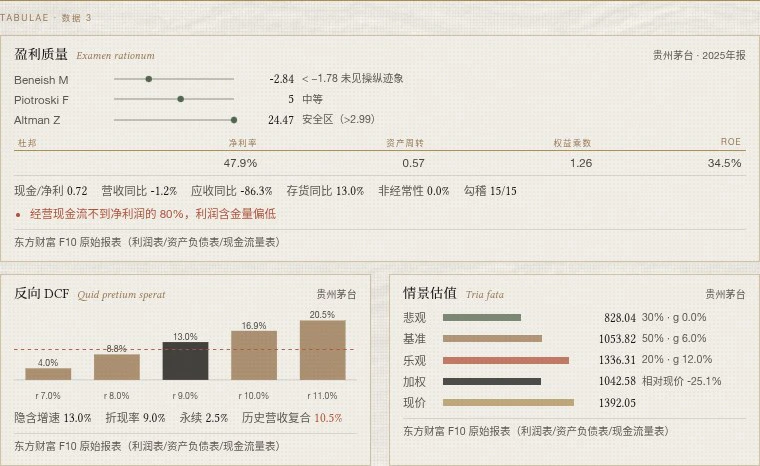 TABULAE · 数据 3
盈利质量 Examen rationum 贵州茅台 · 2025年报
Beneish M -2.84 < −1.78 未见操纵迹象
Piotroski F 5 中等
Altman Z 24.47 安全区（>2.99）
杜邦 净利率 资产周转 权益乘数 ROE
47.9% 0.57 1.26 34.5%
现金/净利 0.72 营收同比 -1.2% 应收同比 -86.3% 存货同比 13.0% 非经常性 0.0% 勾稽 15/15
• 经营现金流不到净利润的 80%，利润含金量偏低
东方财富 F10 原始报表（利润表/资产负债表/现金流量表）
反向 DCF Quid pretium sperat 贵州茅台
4.0% 8.8% 13.0% 16.9% 20.5%
r 7.0% r 8.0% r 9.0% r 10.0% r 11.0%
隐含增速 13.0% 折现率 9.0% 永续 2.5% 历史营收复合 10.5%
东方财富 F10 原始报表（利润表/资产负债表/现金流量表）
情景估值 Tria fata 贵州茅台
悲观 828.04 30% · g 0.0%
基准 1053.82 50% · g 6.0%
乐观 1336.31 20% · g 12.0%
加权 1042.58 相对现价 -25.1%
现价 1392.05
东方财富 F10 原始报表（利润表/资产负债表/现金流量表）